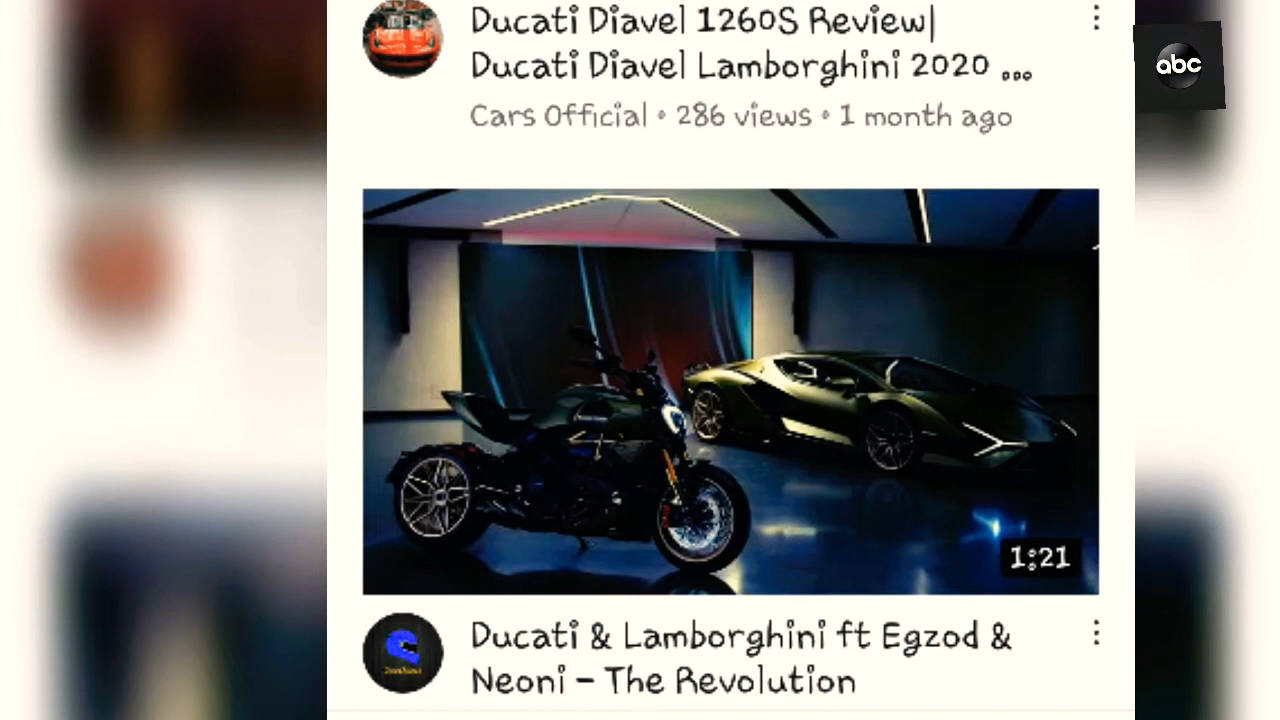 Ducati Diavel 1260S Review|
Ducati Diavel Lamborghini 2020 ...
Cars Official • 286 views • 1 month ago
abc
1:21
Ducati & Lamborghini ft Egzod &
Neoni – The Revolution